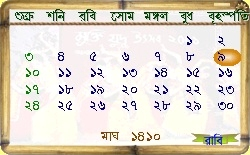 শুক্র শনি রবি সোম মঙ্গল বুধ বৃহস্পতি
১ ২
৩ ৪ ৫ ৬ ৭ ৮ ৯
১০ ১১ ১২ ১৩ ১৪ ১৫ ১৬
১৭ ১৮ ১৯ ২০ ২১ ২২ ২৩
২৪ ২৫ ২৬ ২৭ ২৮ ২৯ ৩০
মাঘ ১৪১০
রাবি